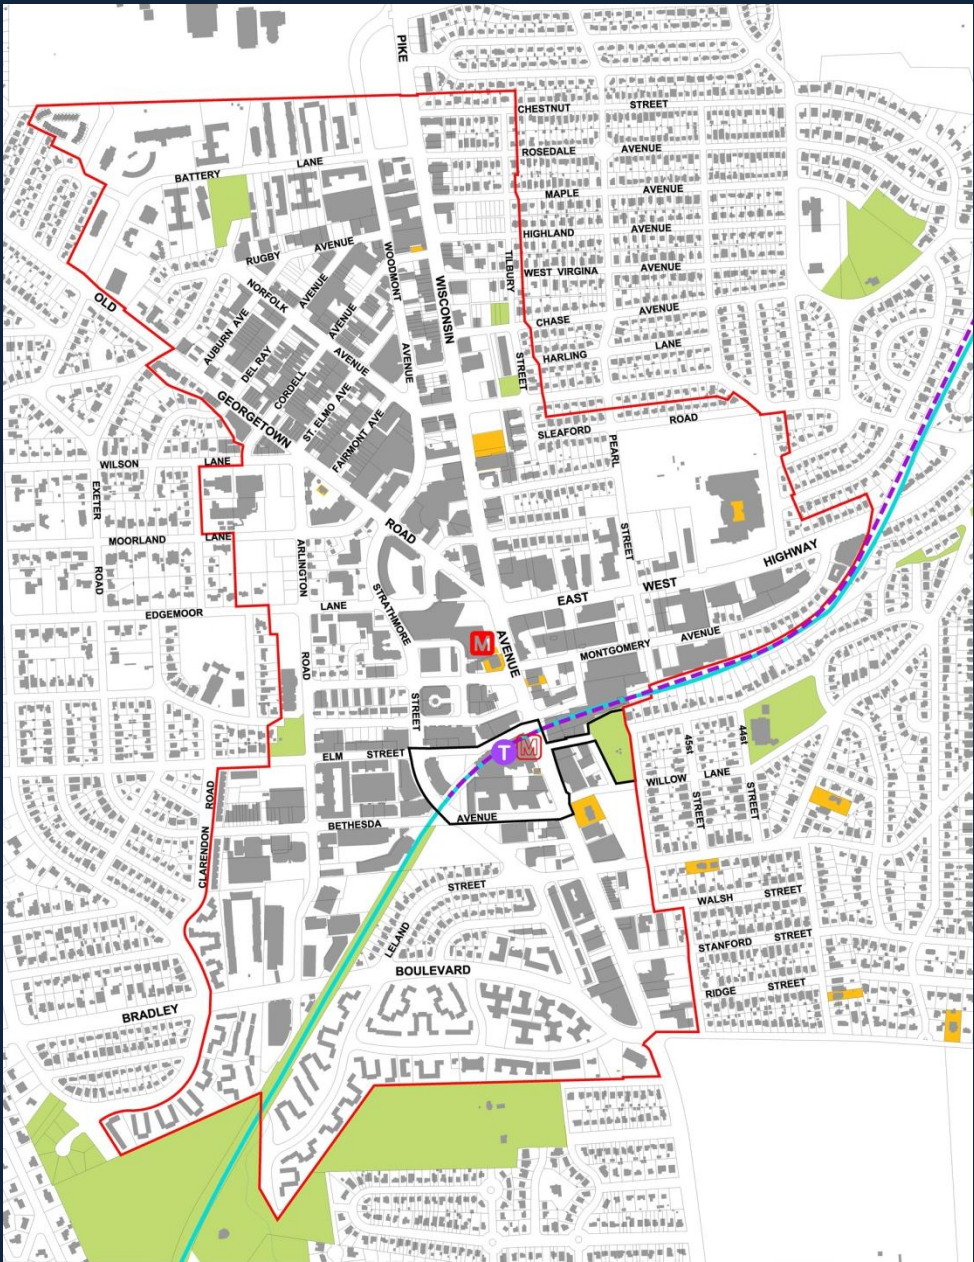 PIKE
CHESTNUT STREET
ROSEDALE AVENUE
BATTERY LANE
MAPLE AVENUE
HIGHLAND AVENUE
RUGBY AVENUE
WOODMONT
WISCONSIN
TILBURY
WEST VIRGINA AVENUE
NORFOLK
AVENUE
OLD
AVENUE
CHASE AVENUE
AUBURN AVE
HARLING LANE
DEL RAY
AVENUE
AVENUE
STREET
CORDELL
ST. ELMO AVE
GEORGETOWN
FAIRMONT AVE
SLEAFORD ROAD
PEARL
WILSON LANE
EXETER
ROAD
STREET
MOORLAND LANE
HIGHWAY
ARLINGTON
ROAD
WEST
EAST
STRATHMORE
LANE
EDGEMOOR
M
AVENUE
MONTGOMERY AVENUE
ROAD
STREET
44st
45st
ELM STREET
T M
WILLOW LANE
ROAD
STREET
STREET
BETHESDA AVENUE
CLARENDON
STREET
WALSH STREET
LELAND
STANFORD STREET
BOULEVARD
RIDGE STREET
BRADLEY